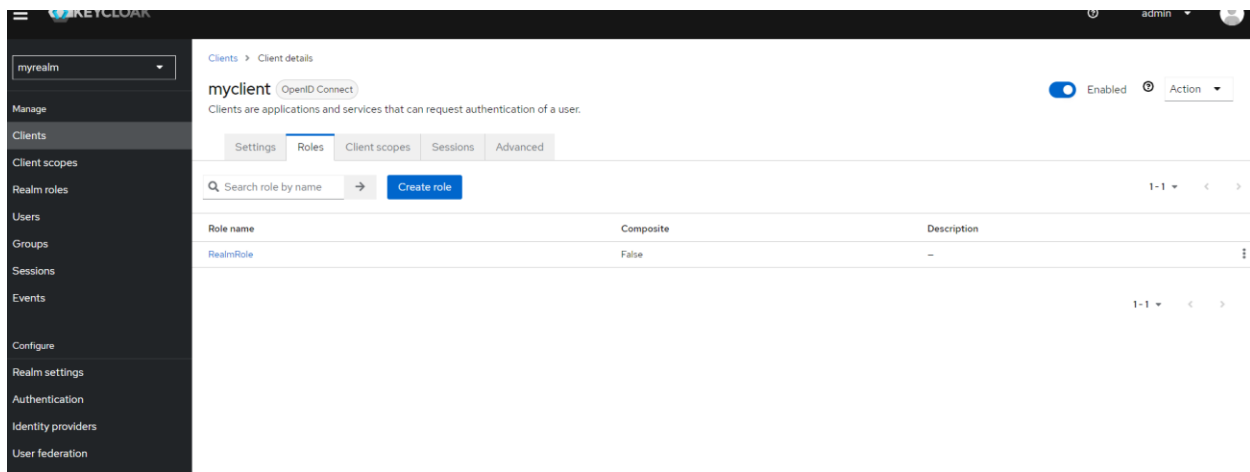 KEYCLOAK
admin
myrealm
Manage
Clients
Client scopes
Realm roles
Users
Groups
Sessions
Events
Configure
Realm settings
Authentication
Identity providers
User federation
Clients > Client details
myclient OpenID Connect
Enabled Action
Clients are applications and services that can request authentication of a user.
Settings Roles Client scopes Sessions Advanced
Search role by name Create role 1-1
Role name Composite Description
RealmRole False –
1-1